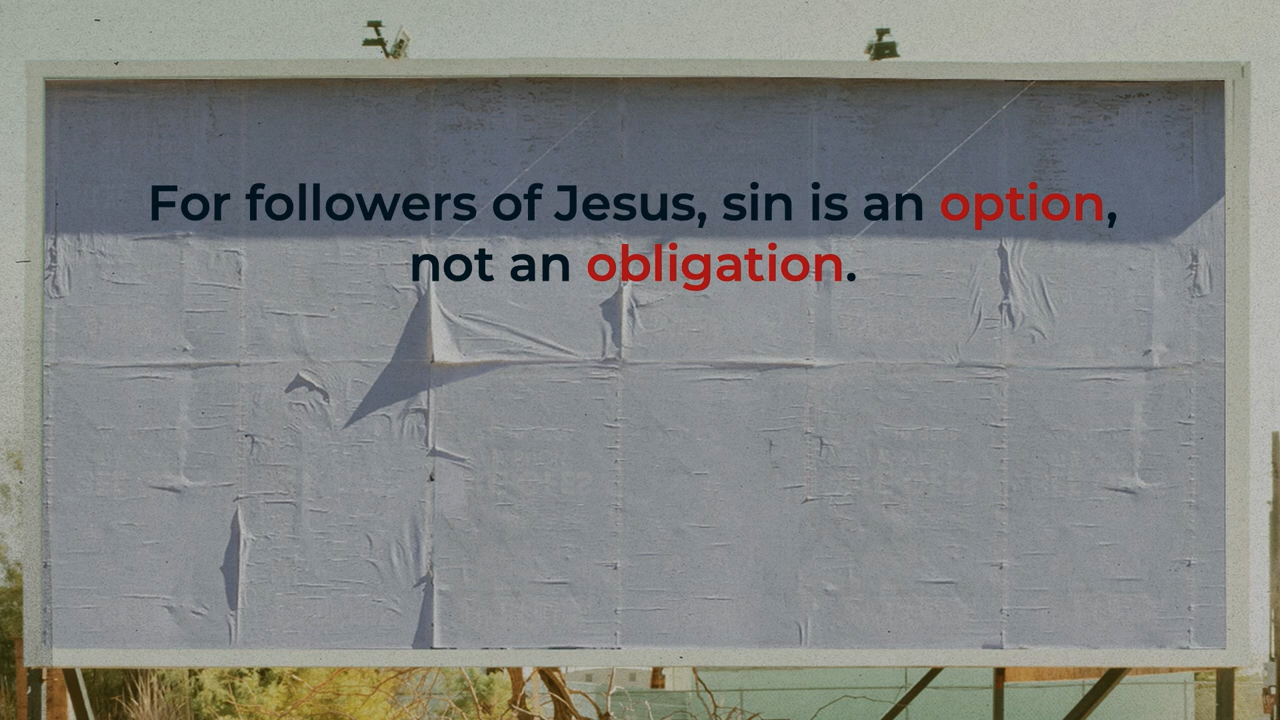 For followers of Jesus, sin is an option,
not an obligation.